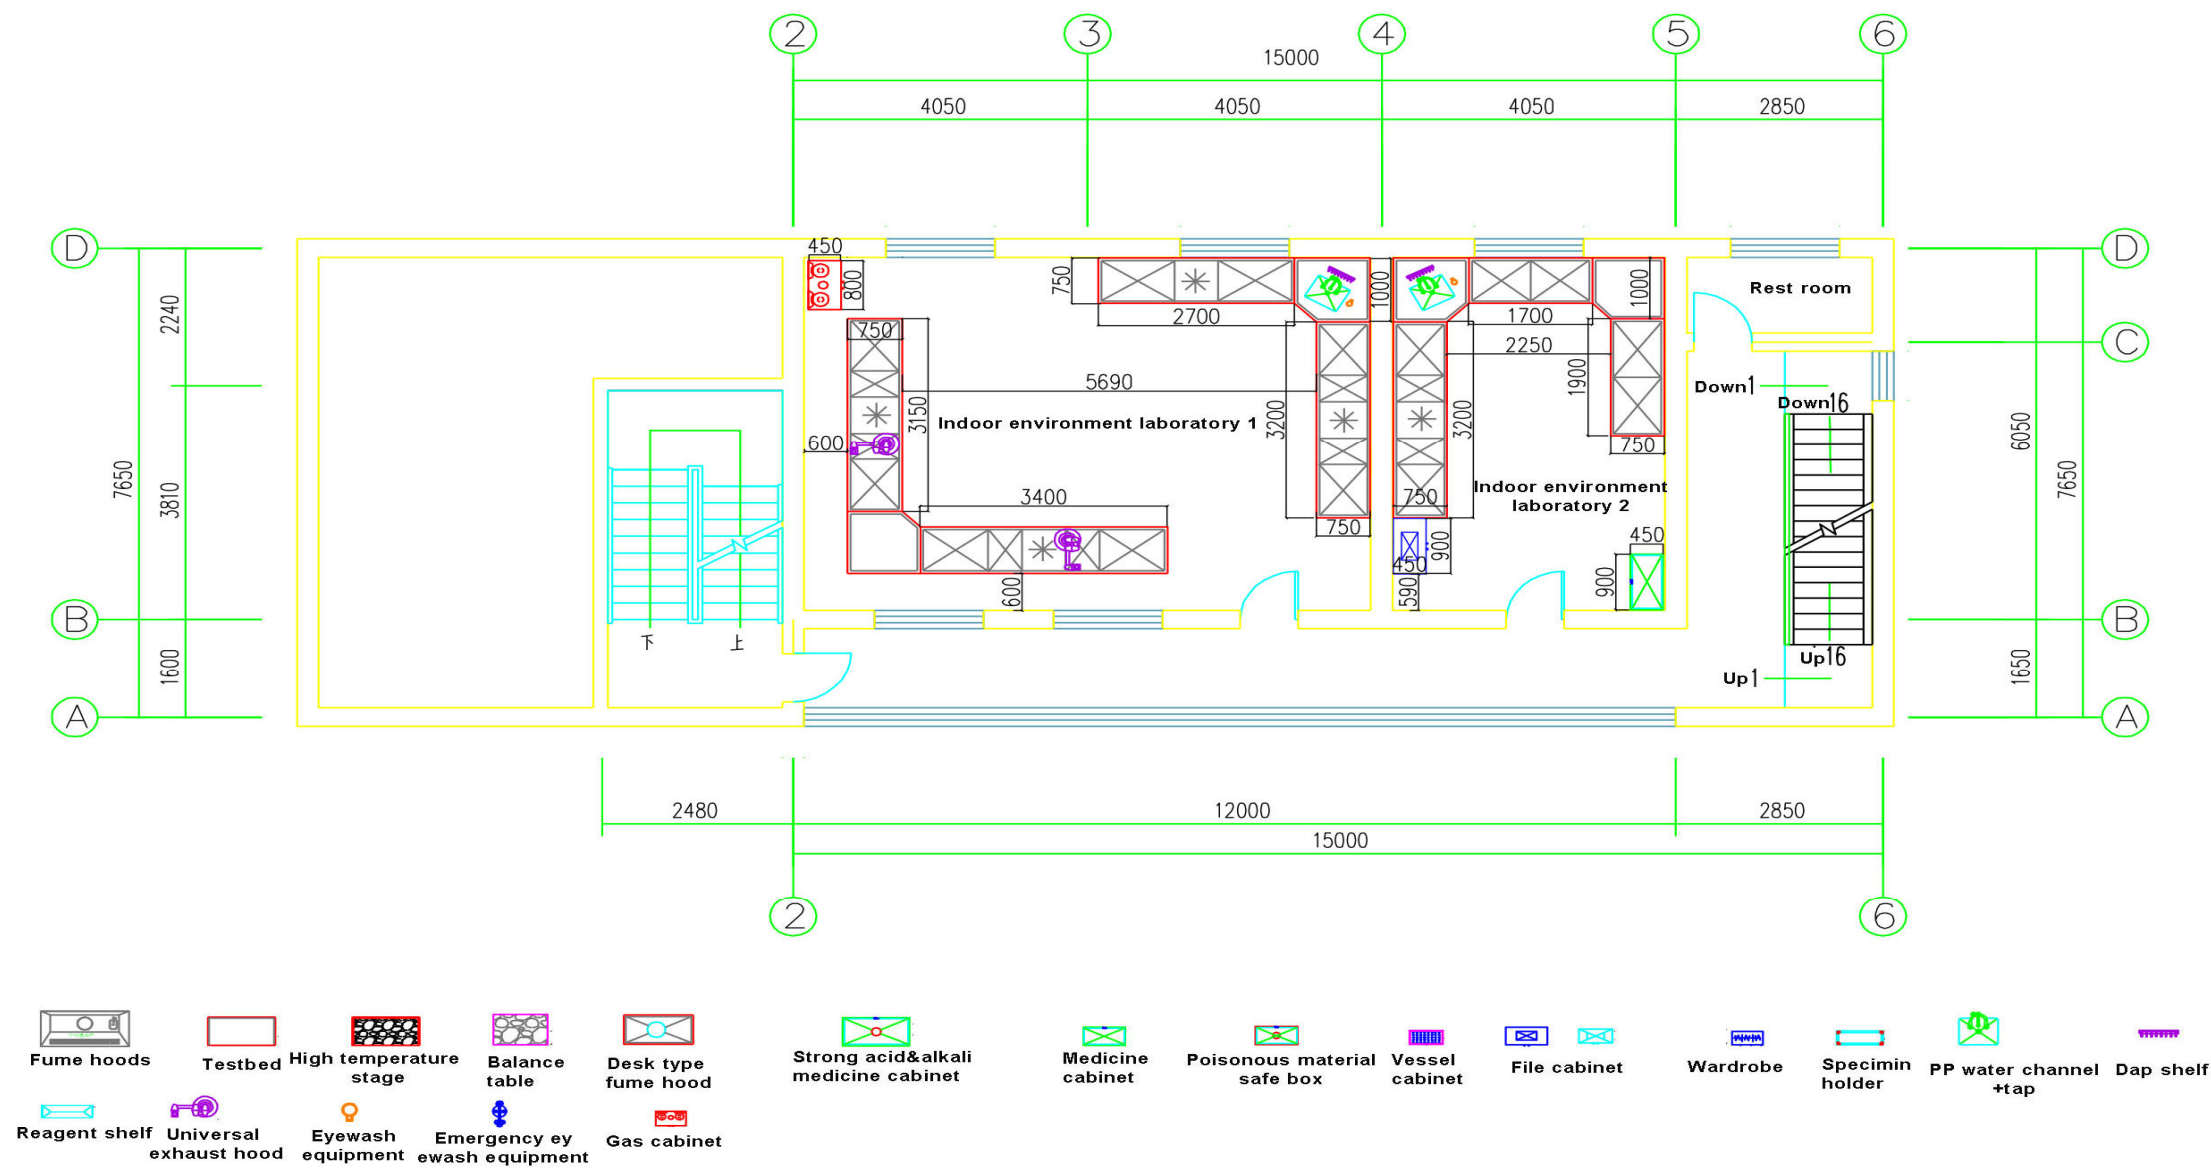 2
3
4
5
6
15000
4050
4050
4050
2850
D
D
450
800
750
2700
1000
1700
1000
Rest room
2240
C
750
2250
1900
Down1
Down16
5690
3150
Indoor environment laboratory 1
3200
3200
600
750
7650
3810
6050
7650
3400
750
Indoor environment
laboratory 2
750
450
900
450
900
600
590
B
B
下
上
1600
Up16
Up1
1650
A
A
2480
12000
2850
15000
2
6
Fume hoods
Testbed
High temperature
stage
Balance
table
Desk type
fume hood
Strong acid&alkali
medicine cabinet
Medicine
cabinet
Poisonous material
safe box
Vessel
cabinet
File cabinet
Wardrobe
Specimin
holder
PP water channel
+tap
Dap shelf
Reagent shelf
Universal
exhaust hood
Eyewash
equipment
Emergency ey
ewash equipment
Gas cabinet